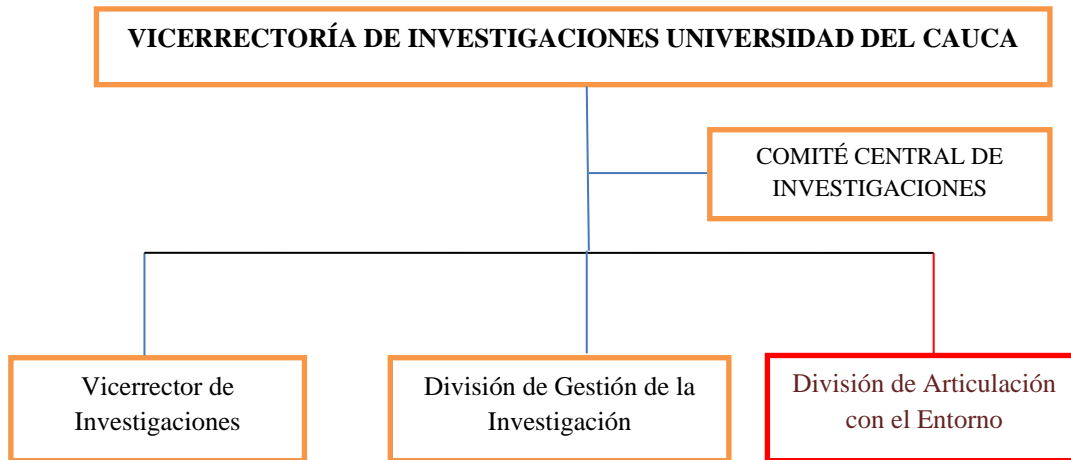 VICERRECTORÍA DE INVESTIGACIONES UNIVERSIDAD DEL CAUCA
COMITÉ CENTRAL DE
INVESTIGACIONES
Vicerrector de
Investigaciones
División de Gestión de la
Investigación
División de Articulación
con el Entorno